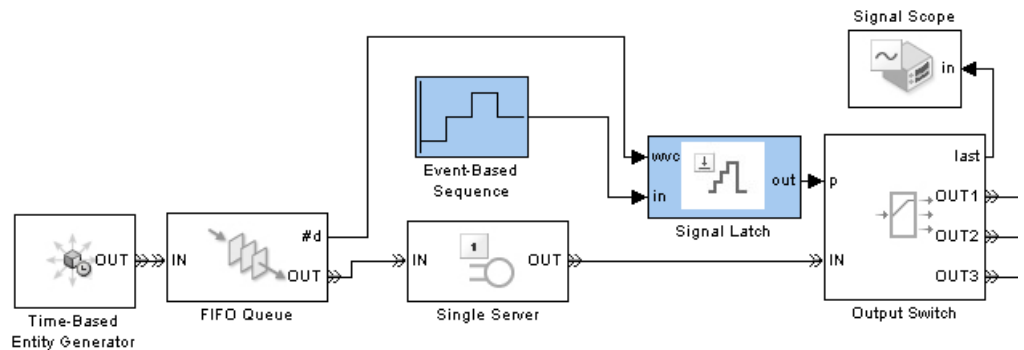 Signal Scope
in
Event-Based
Sequence
wvc
in
out
Signal Latch
p
last
OUT1
OUT2
OUT3
IN
Output Switch
OUT
Time-Based
Entity Generator
IN
#d
OUT
FIFO Queue
1
IN
OUT
Single Server